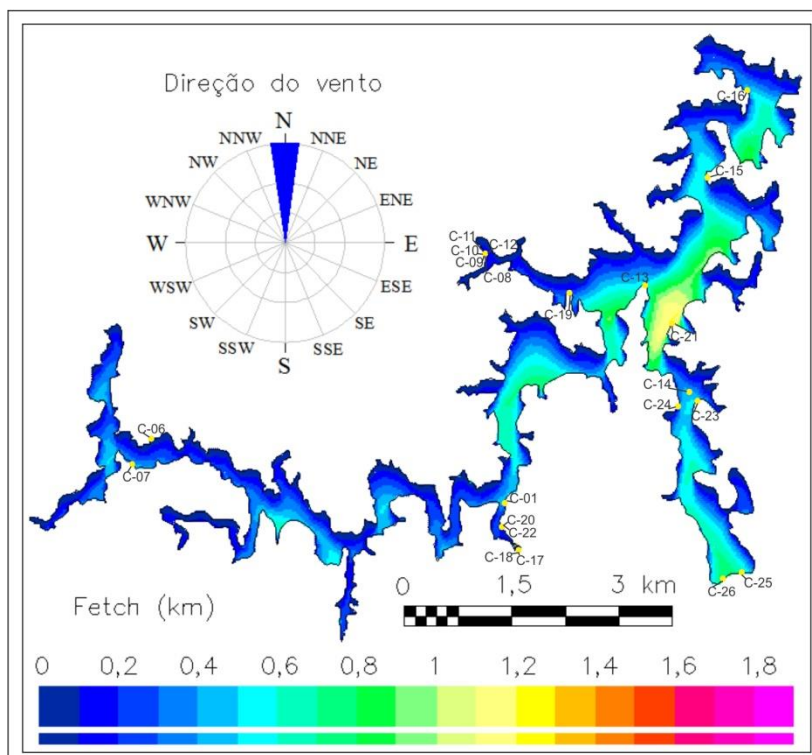 Direção do vento
N
NNW
NNE
NW
NE
WNW
ENE
W
E
WSW
ESE
SW
SE
SSW
SSE
S
C-16
C-15
C-11
C-12
C-10
C-09
C-08
C-13
C-19
C-21
C-14
C-24
C-23
C-06
C-07
C-01
C-20
C-22
C-18
C-17
C-26
C-25
0 1,5 3 km
Fetch (km)
0 0,2 0,4 0,6 0,8 1 1,2 1,4 1,6 1,8